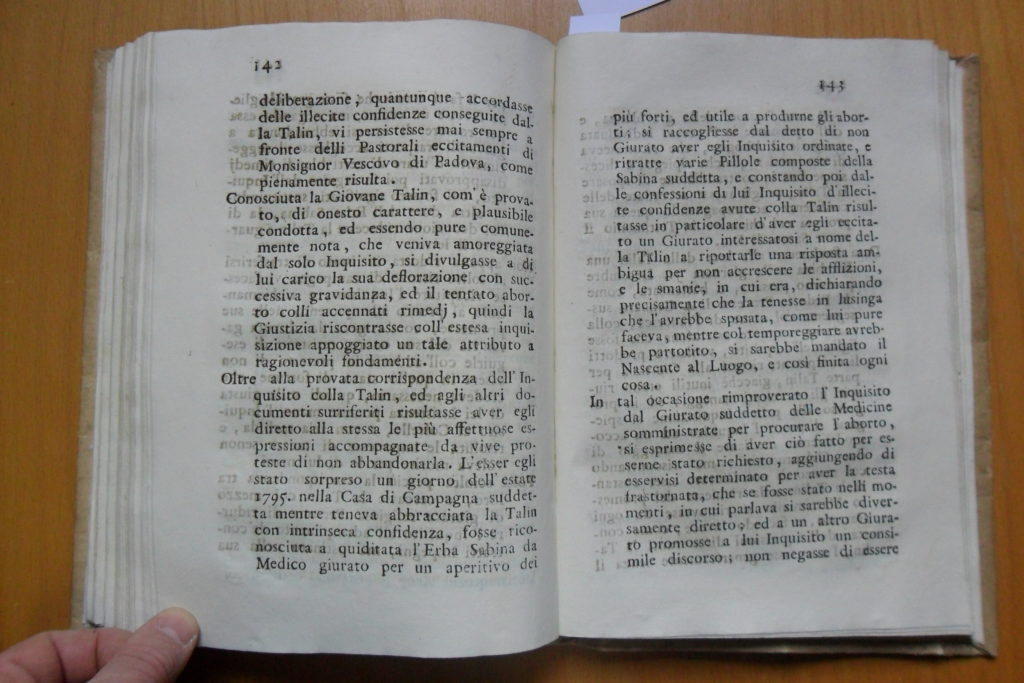 142
deliberazione, quantunque accordasse
delle illecite confidenze conseguite dal-
la Talin, vi persistesse mai sempre a
fronte delli Pastorali eccitamenti di
Monsignor Vescovo di Padova, come
pienamente risulta.
Conosciuta la Giovane Talin, com'è prova-
to, di onesto carattere, e plausibile
condotta, ed essendo pure comune-
mente nota, che veniva amoreggiata
dal solo Inquisito, si divulgasse a di
lui carico la sua deflorazione con suc-
cessiva gravidanza, ed il tentato abor-
to colli accennati rimedj, quindi la
Giustizia riscontrasse coll'estesa inqui-
sizione appoggiato un tale attributo a
ragionevoli fondamenti.
Oltre alla provata corrispondenza dell'In-
quisito colla Talin, ed agli altri do-
cumenti surriferiti risultasse aver egli
diretto alla stessa le più affettuose es-
pressioni accompagnate da vive pro-
teste di non abbandonarla. L'esser egli
stato sorpreso un giorno dell'estate
1795. nella Casa di Campagna suddet-
ta mentre teneva abbracciata la Talin
con intrinseca confidenza, fosse rico-
nosciuta a quiditata l'Erba Sabina da
Medico giurato per un aperitivo dei
143
più forti, ed utile a produrne gli abor-
ti; si raccogliesse dal detto di non
Giurato aver egli Inquisito ordinate, e
ritratte varie Pillole composte della
Sabina suddetta, e constando poi dal-
le confessioni di lui Inquisito d'illeci-
te confidenze avute colla Talin risul-
tasse in particolare d'aver egli eccita-
to un Giurato interessatosi a nome del-
la Talin a riportarle una risposta am-
bigua per non accrescere le afflizioni,
e le smanie, in cui era, dichiarando
precisamente che la tenesse in lusinga
che l'avrebbe sposata, come lui pure
faceva, mentre col temporeggiare avreb-
be partorito, si sarebbe mandato il
Nascente al Luogo, e così finita ogni
cosa.
In tal occasione rimproverato l'Inquisito
dal Giurato suddetto delle Medicine
somministrate per procurare l'aborto,
si esprimesse di aver ciò fatto per es-
serne stato richiesto, aggiungendo di
esservisi determinato per aver la testa
frastornata, che se fosse stato nelli mo-
menti, in cui parlava si sarebbe diver-
samente diretto; ed a un altro Giura-
to promosse a lui Inquisito un consi-
mile discorso; non negasse di essere